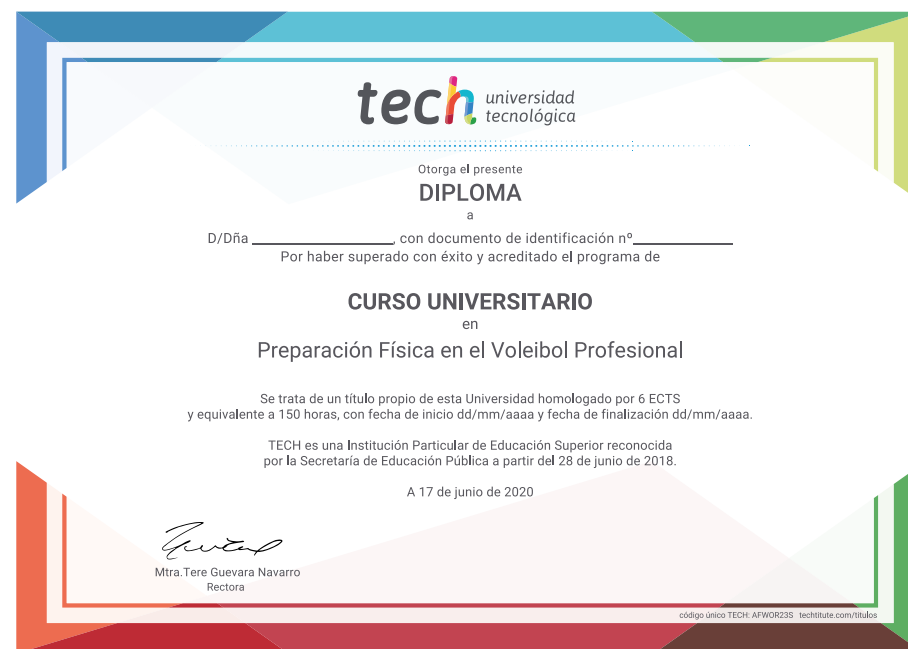 tech universidad
tecnológica
Otorga el presente
DIPLOMA
a
D/Dña ____________________, con documento de identificación nº______________
Por haber superado con éxito y acreditado el programa de
CURSO UNIVERSITARIO
en
Preparación Física en el Voleibol Profesional
Se trata de un título propio de esta Universidad homologado por 6 ECTS
y equivalente a 150 horas, con fecha de inicio dd/mm/aaaa y fecha de finalización dd/mm/aaaa.
TECH es una Institución Particular de Educación Superior reconocida
por la Secretaría de Educación Pública a partir del 28 de junio de 2018.
A 17 de junio de 2020
Mtra.Tere Guevara Navarro
Rectora
código único TECH: AFWOR23S techtitute.com/titulos